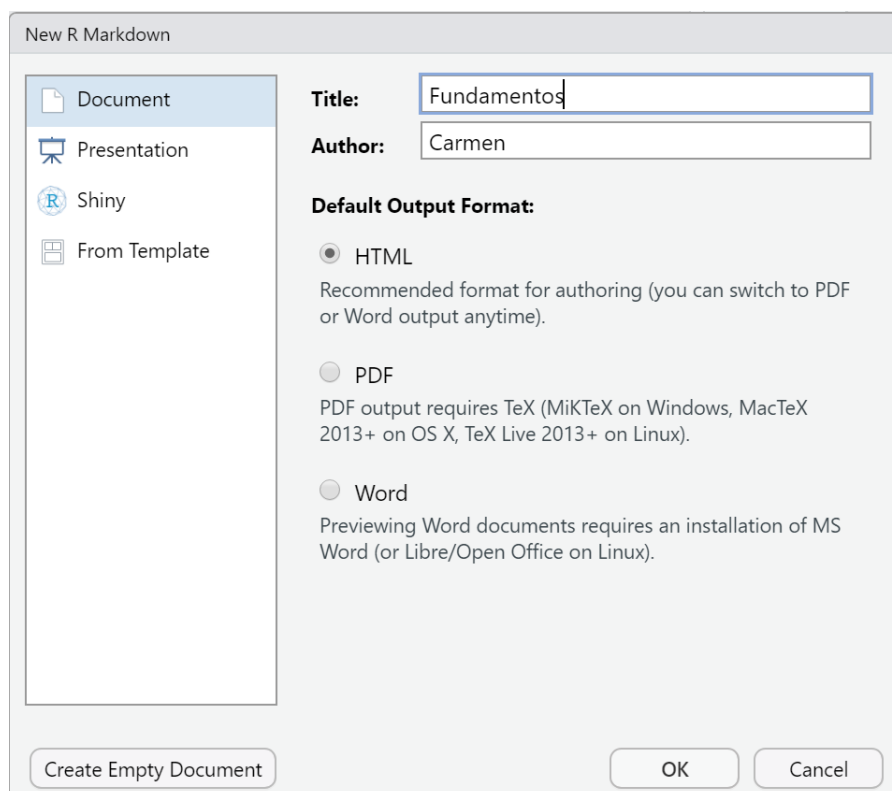 New R Markdown
Document
Presentation
Shiny
From Template
Title:
Fundamentos
Author:
Carmen
Default Output Format:
HTML
Recommended format for authoring (you can switch to PDF
or Word output anytime).
PDF
PDF output requires TeX (MiKTeX on Windows, MacTeX
2013+ on OS X, TeX Live 2013+ on Linux).
Word
Previewing Word documents requires an installation of MS
Word (or Libre/Open Office on Linux).
Create Empty Document
OK
Cancel